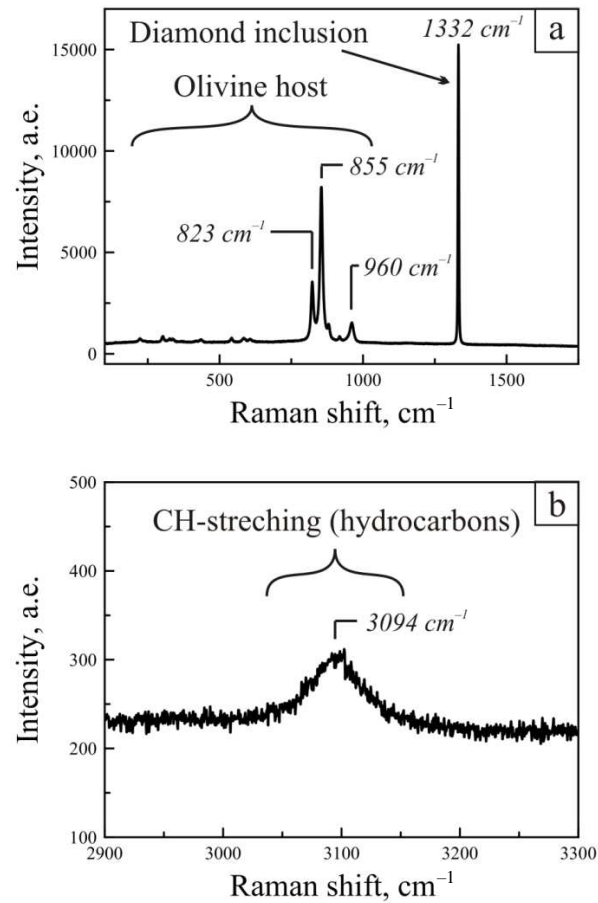 a
Diamond inclusion
1332 cm⁻¹
Olivine host
855 cm⁻¹
823 cm⁻¹
960 cm⁻¹
Intensity, a.e.
15000
10000
5000
0
500
1000
1500
Raman shift, cm⁻¹
b
CH-streching (hydrocarbons)
3094 cm⁻¹
Intensity, a.e.
500
400
300
200
100
2900
3000
3100
3200
3300
Raman shift, cm⁻¹